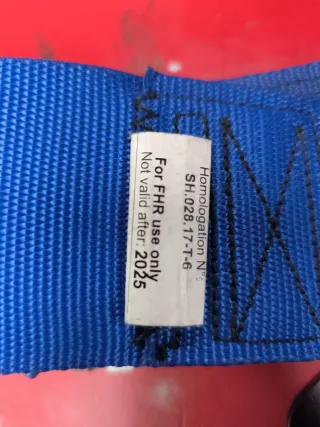 Homologation N°:
SH.028.17-T-6
For FHR use only
Not valid after: 2025